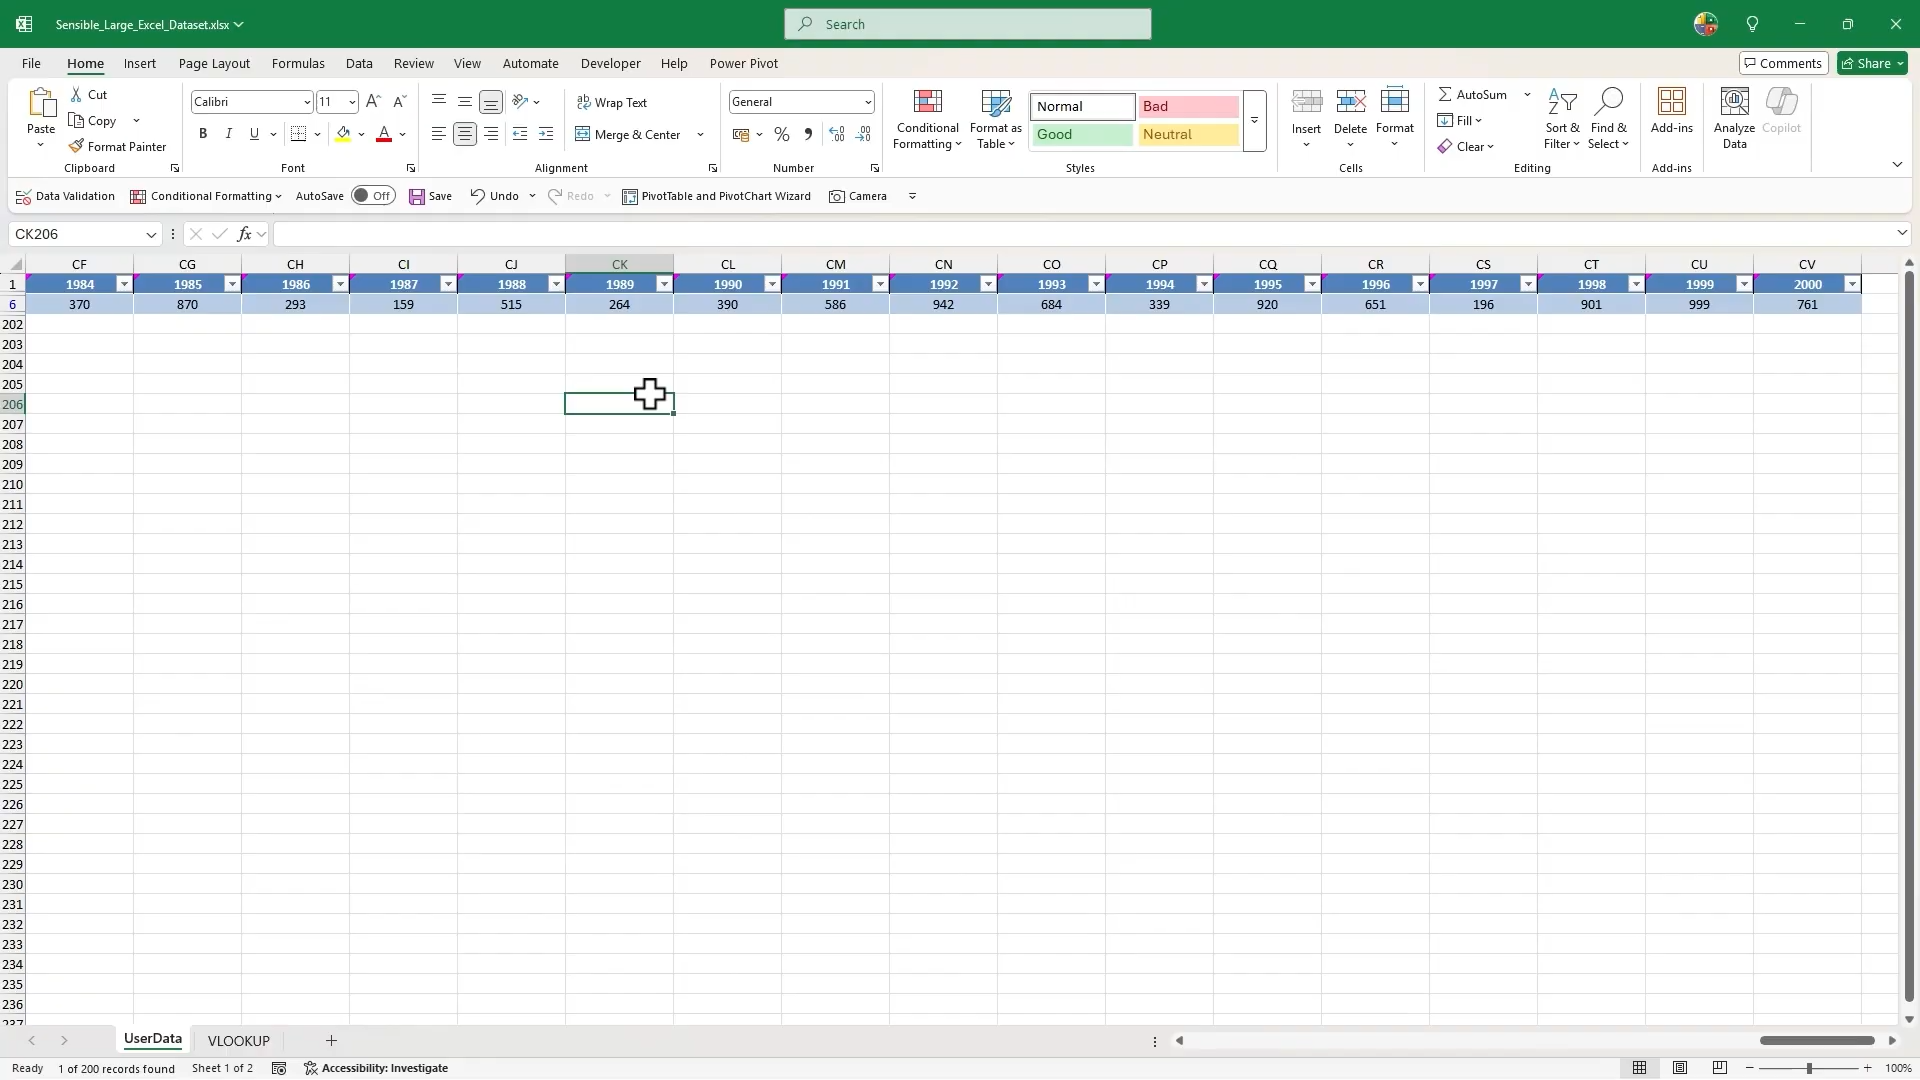 Sensible_Large_Excel_Dataset.xlsx
Search
File Home Insert Page Layout Formulas Data Review View Automate Developer Help Power Pivot Comments Share
Paste
Cut
Copy
Format Painter
Clipboard
Calibri 11
B I U
Font
Wrap Text
Merge & Center
Alignment
General
Number
Conditional Formatting
Format as Table
Normal Bad
Good Neutral
Styles
Insert Delete Format
Cells
AutoSum
Fill
Clear
Sort & Filter
Find & Select
Editing
Add-ins
Add-ins
Analyze Data
Copilot
Data Validation Conditional Formatting AutoSave Off Save Undo Redo PivotTable and PivotChart Wizard Camera
CK206 fx
CF CG CH CI CJ CK CL CM CN CO CP CQ CR CS CT CU CV
1 1984 1985 1986 1987 1988 1989 1990 1991 1992 1993 1994 1995 1996 1997 1998 1999 2000
6 370 870 293 159 515 264 390 586 942 684 339 920 651 196 901 999 761
202
203
204
205
206
207
208
209
210
211
212
213
214
215
216
217
218
219
220
221
222
223
224
225
226
227
228
229
230
231
232
233
234
235
236
237
UserData VLOOKUP
Ready 1 of 200 records found Sheet 1 of 2 Accessibility: Investigate 100%